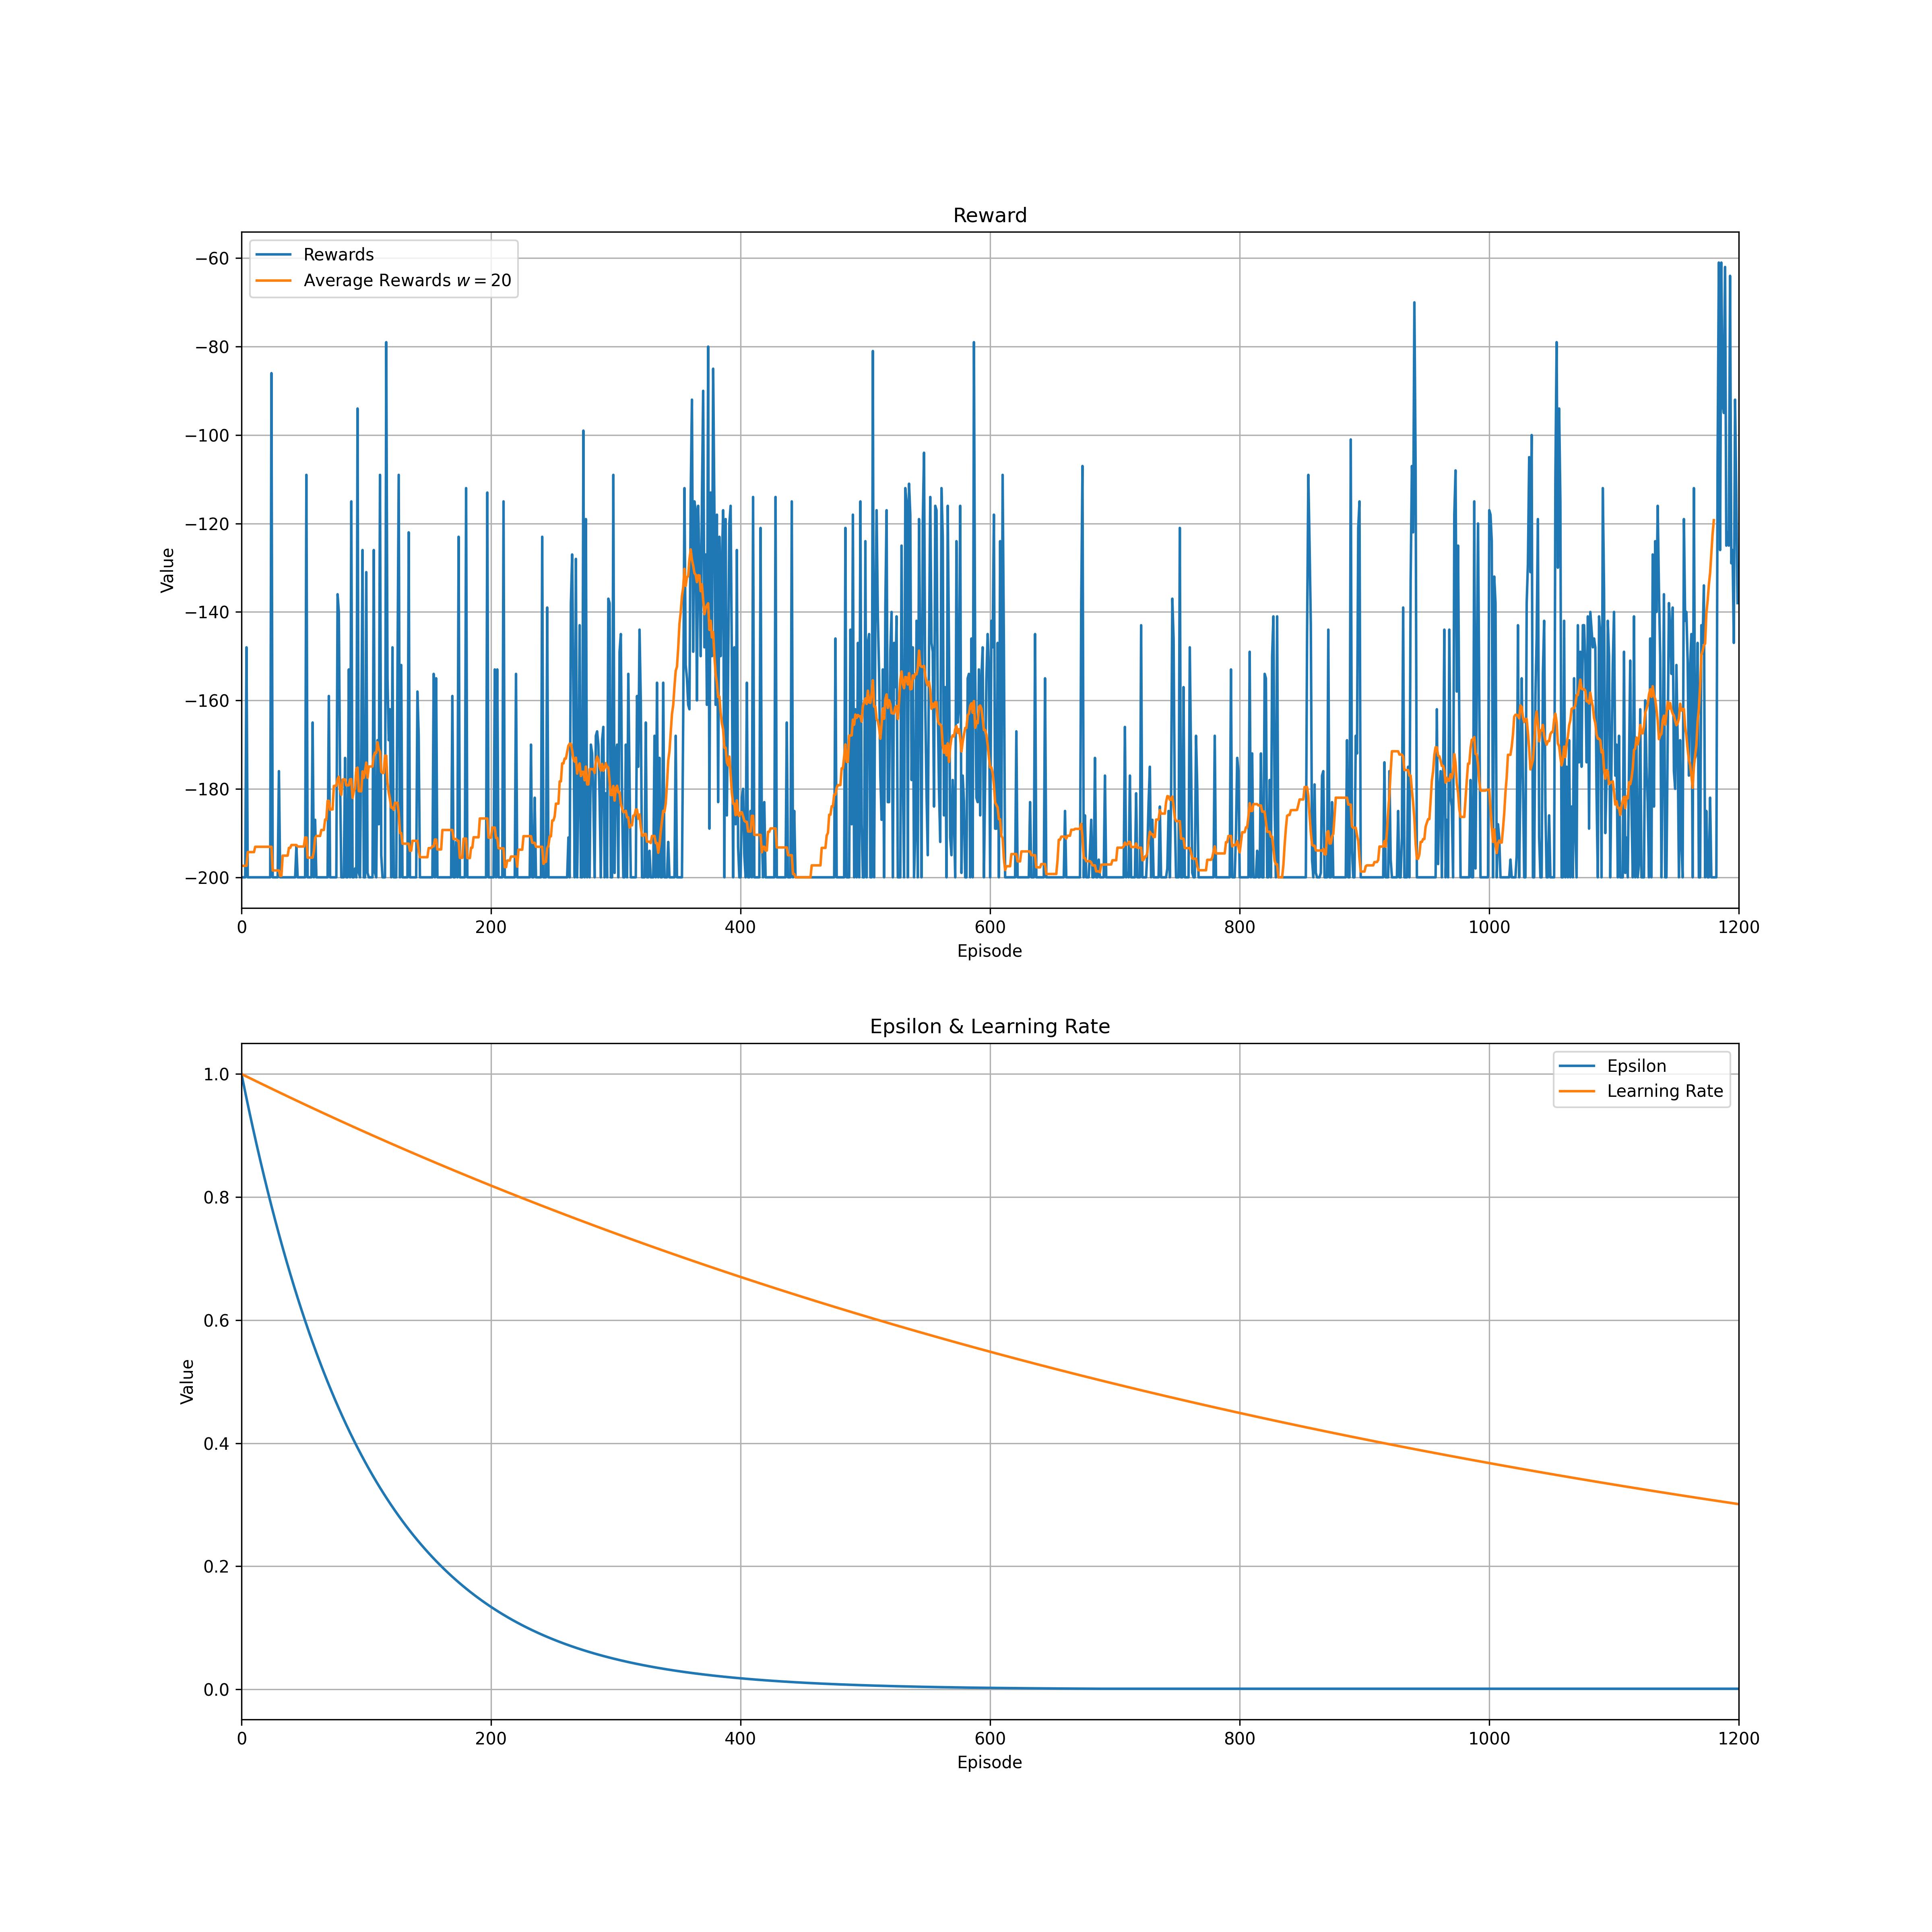 Reward
Rewards
Average Rewards w = 20
−60
−80
−100
−120
−140
−160
−180
−200
Value
0 200 400 600 800 1000 1200
Episode
Epsilon & Learning Rate
Epsilon
Learning Rate
1.0
0.8
0.6
0.4
0.2
0.0
Value
0 200 400 600 800 1000 1200
Episode